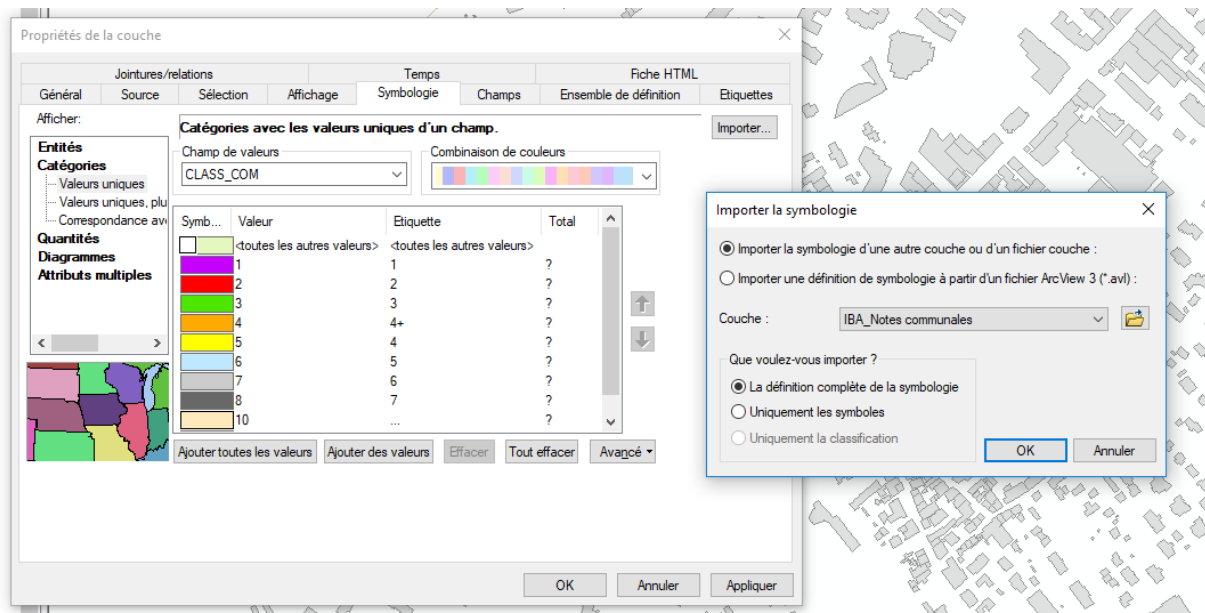 Propriétés de la couche
Jointures/relations Temps Fiche HTML
Général Source Sélection Affichage Symbologie Champs Ensemble de définition Etiquettes
Afficher:
Entités
Catégories
Valeurs uniques
Valeurs uniques, plu
Correspondance ave
Quantités
Diagrammes
Attributs multiples
Catégories avec les valeurs uniques d'un champ.
Importer...
Champ de valeurs
CLASS_COM
Combinaison de couleurs
Symb... Valeur Etiquette Total
<toutes les autres valeurs> <toutes les autres valeurs>
1 1 ?
2 2 ?
3 3 ?
4 4+ ?
5 4 ?
6 5 ?
7 6 ?
8 7 ?
10 ... ?
Ajouter toutes les valeurs Ajouter des valeurs Effacer Tout effacer Avancé
OK Annuler Appliquer
Importer la symbologie
Importer la symbologie d'une autre couche ou d'un fichier couche :
Importer une définition de symbologie à partir d'un fichier ArcView 3 (*.avl) :
Couche : IBA_Notes communales
Que voulez-vous importer ?
La définition complète de la symbologie
Uniquement les symboles
Uniquement la classification
OK Annuler